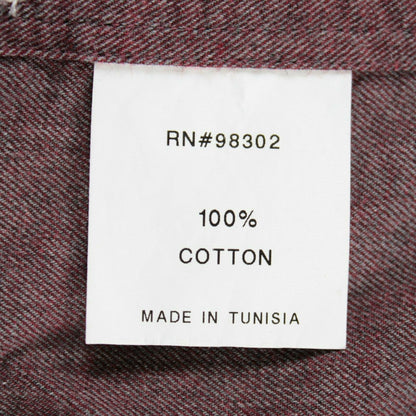 RN#98302
100%
COTTON
MADE IN TUNISIA